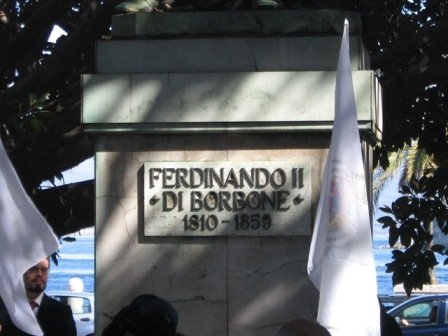 FERDINANDO II
• DI BORBONE •
1810 - 1859